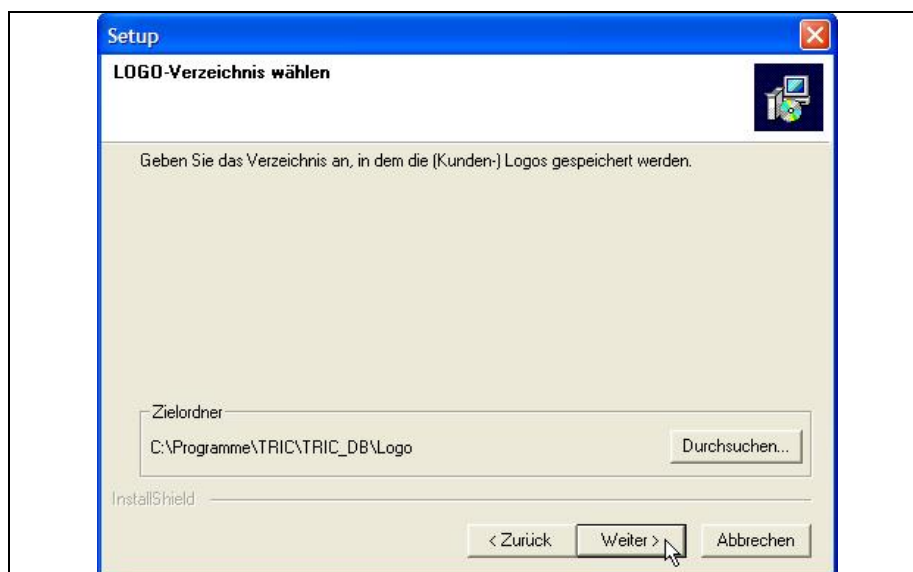 Setup
LOGO-Verzeichnis wählen
Geben Sie das Verzeichnis an, in dem die (Kunden-) Logos gespeichert werden.
Zielordner
C:\Programme\TRIC\TRIC_DB\Logo
Durchsuchen...
InstallShield
< Zurück
Weiter >
Abbrechen